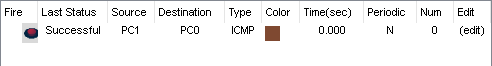 Fire Last Status Source Destination Type Color Time(sec) Periodic Num Edit
Successful PC1 PC0 ICMP 0.000 N 0 (edit)